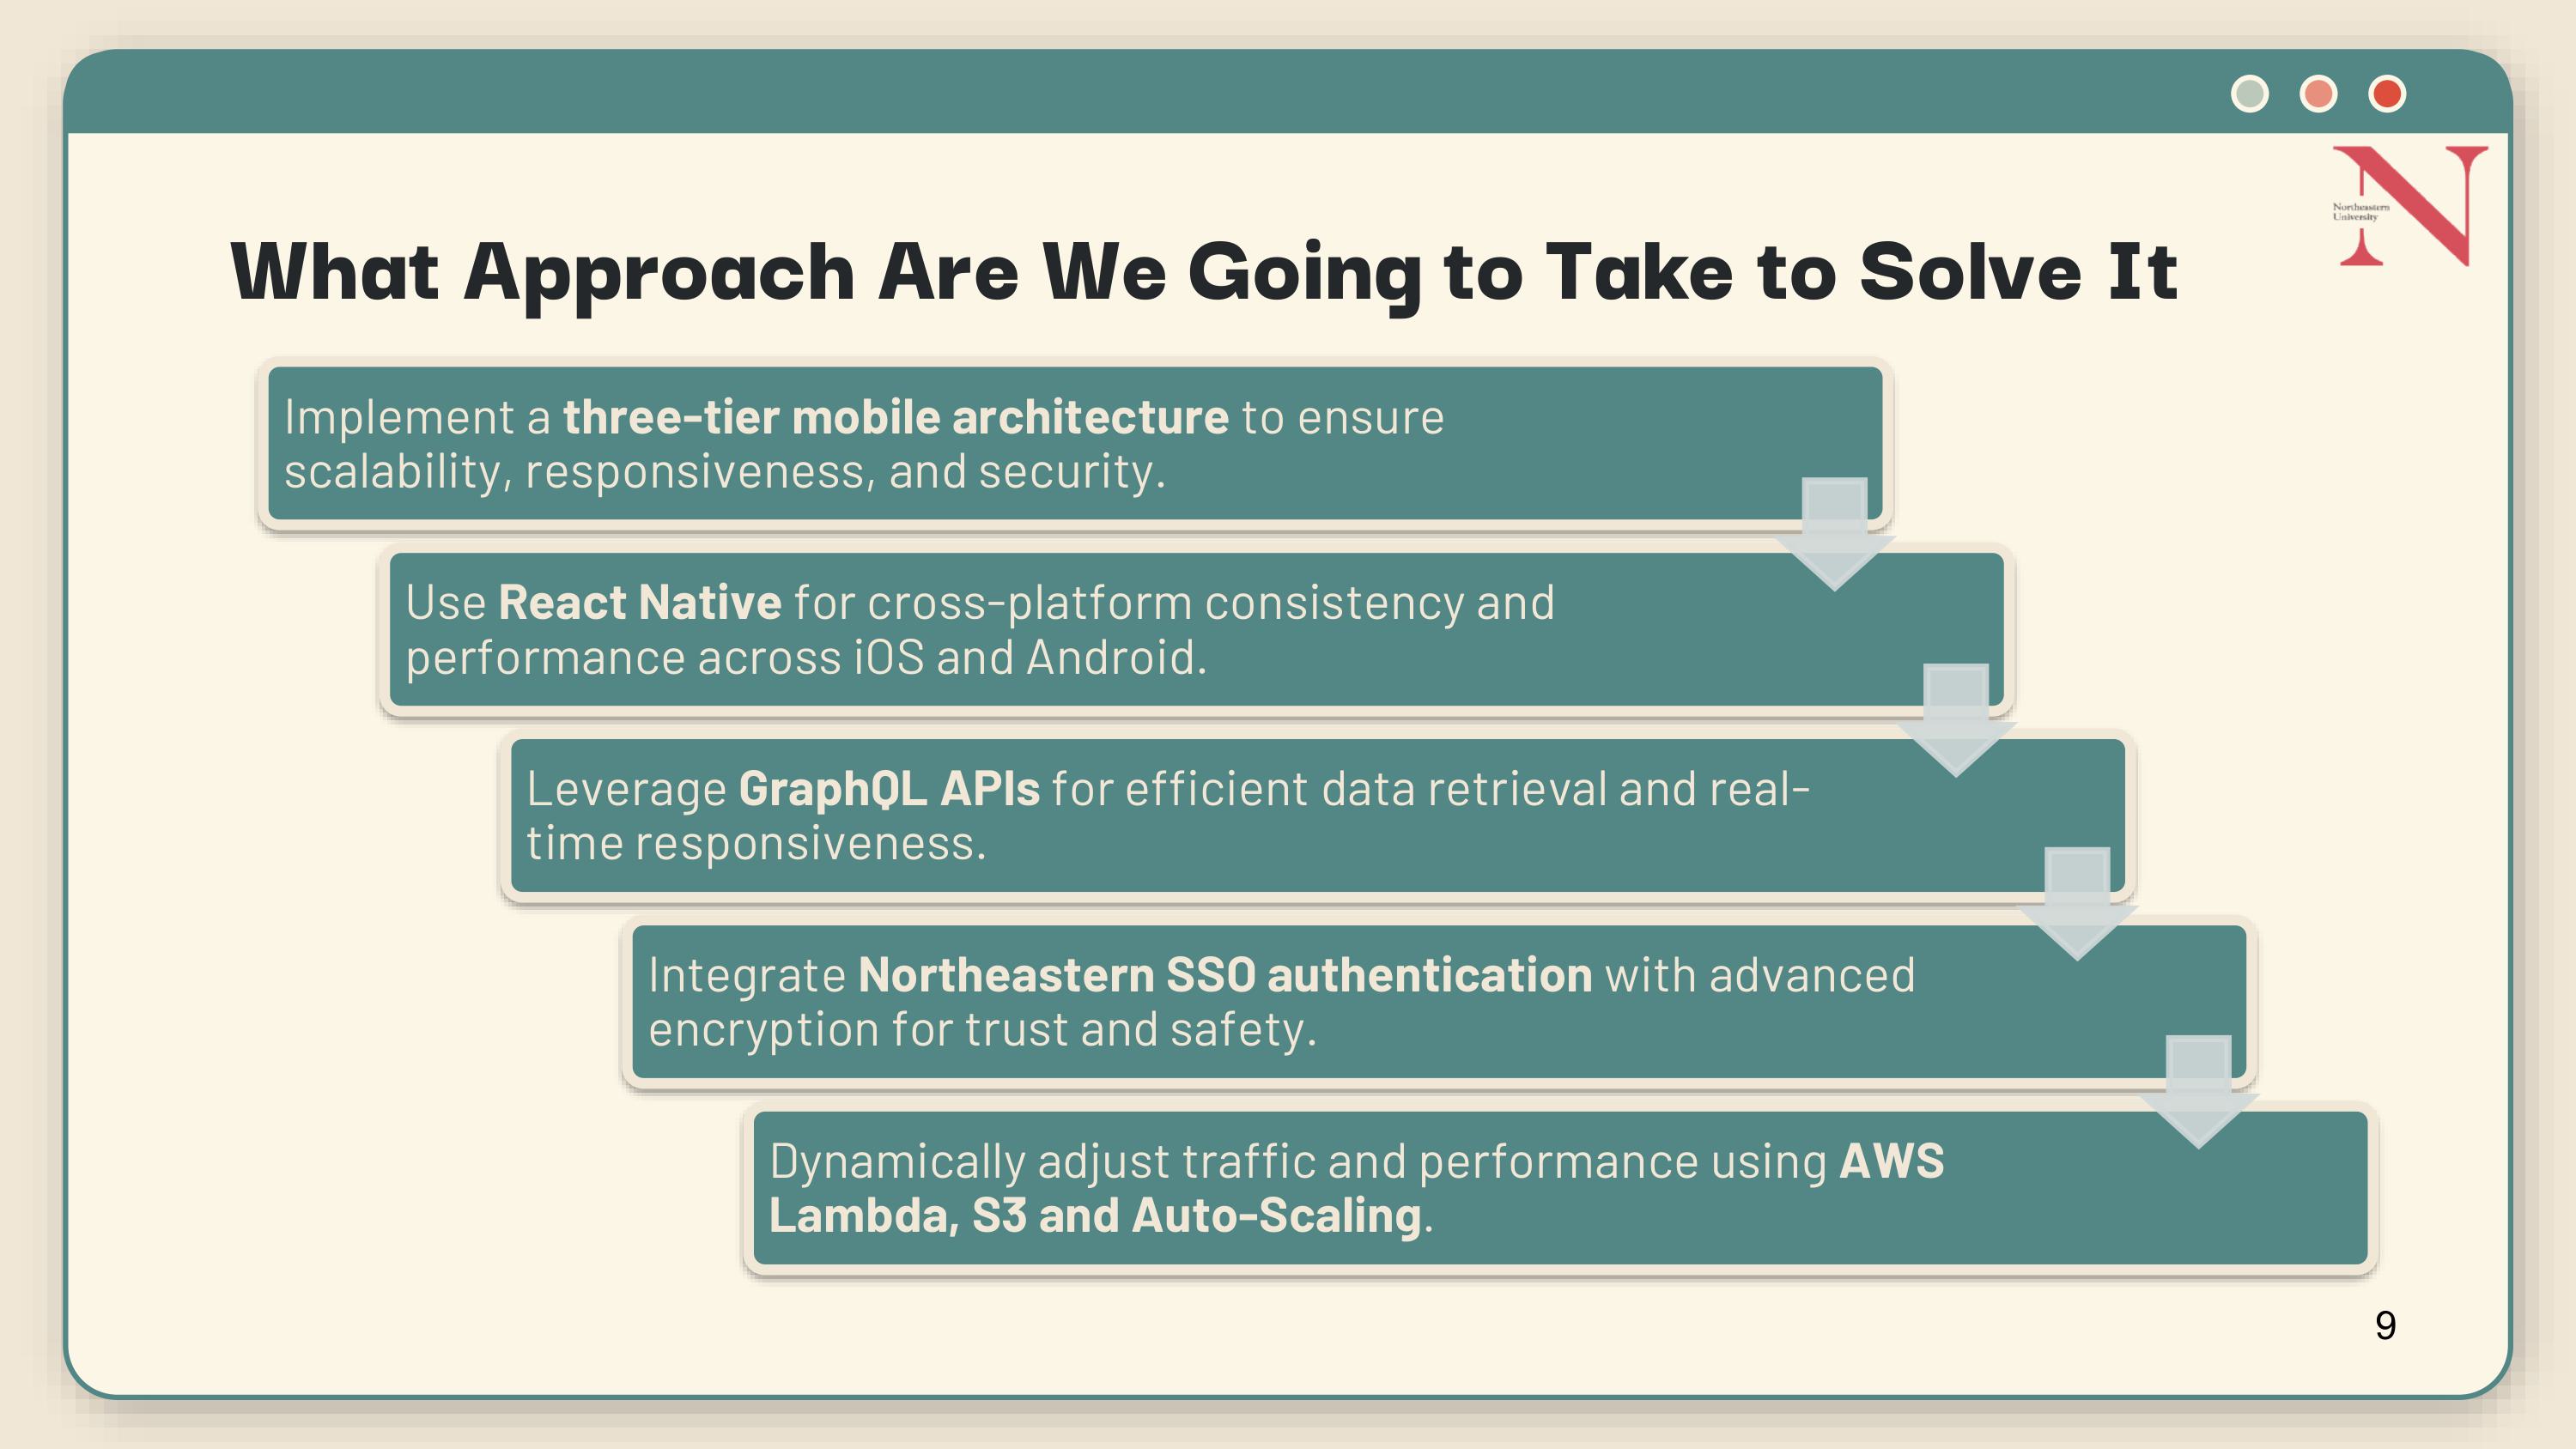 Northeastern
University
What Approach Are We Going to Take to Solve It
Implement a three-tier mobile architecture to ensure
scalability, responsiveness, and security.
Use React Native for cross-platform consistency and
performance across iOS and Android.
Leverage GraphQL APIs for efficient data retrieval and real-
time responsiveness.
Integrate Northeastern SSO authentication with advanced
encryption for trust and safety.
Dynamically adjust traffic and performance using AWS
Lambda, S3 and Auto-Scaling.
9